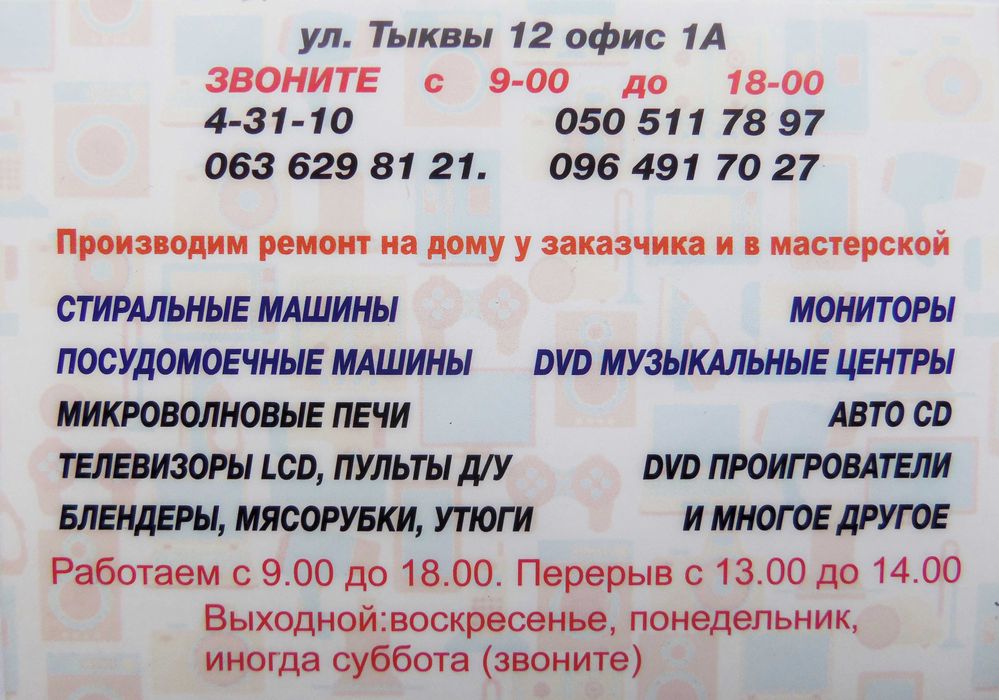 ул. Тыквы 12 офис 1А
ЗВОНИТЕ с 9-00 до 18-00
4-31-10 050 511 78 97
063 629 81 21. 096 491 70 27
Производим ремонт на дому у заказчика и в мастерской
СТИРАЛЬНЫЕ МАШИНЫ МОНИТОРЫ
ПОСУДОМОЕЧНЫЕ МАШИНЫ DVD МУЗЫКАЛЬНЫЕ ЦЕНТРЫ
МИКРОВОЛНОВЫЕ ПЕЧИ АВТО CD
ТЕЛЕВИЗОРЫ LCD, ПУЛЬТЫ Д/У DVD ПРОИГРОВАТЕЛИ
БЛЕНДЕРЫ, МЯСОРУБКИ, УТЮГИ И МНОГОЕ ДРУГОЕ
Работаем с 9.00 до 18.00. Перерыв с 13.00 до 14.00
Выходной:воскресенье, понедельник,
иногда суббота (звоните)